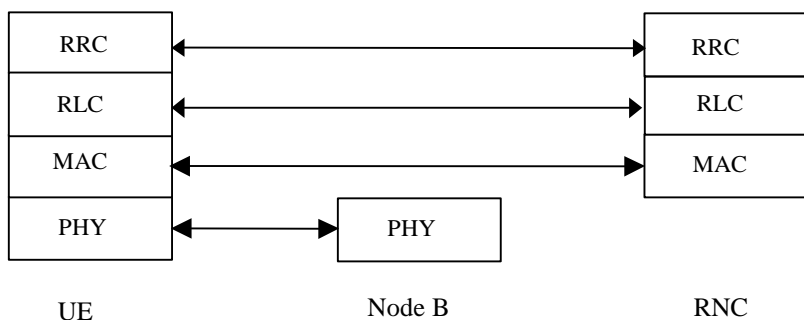 RRC RRC
RLC RLC
MAC MAC
PHY PHY
UE Node B RNC